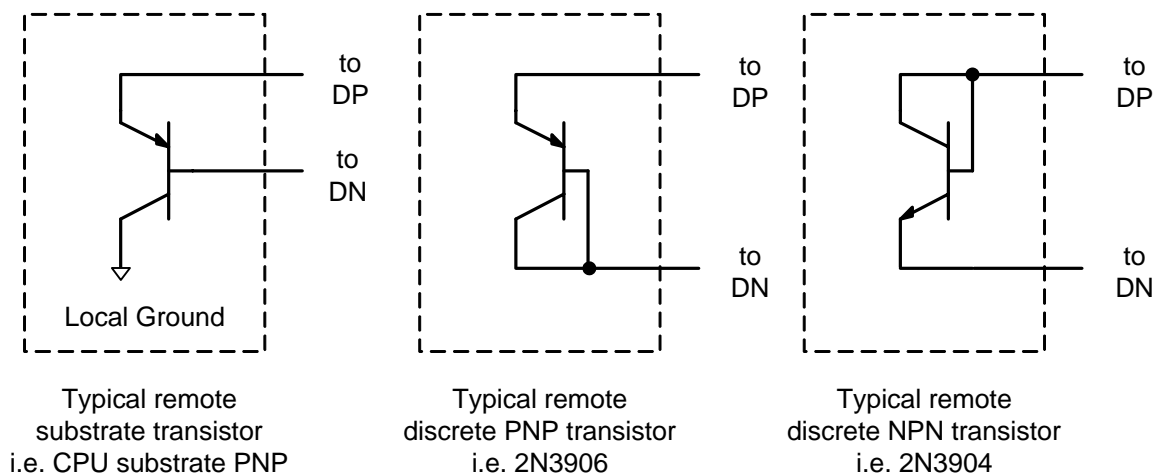 to
DP
to
DN
Local Ground
Typical remote
substrate transistor
i.e. CPU substrate PNP
to
DP
to
DN
Typical remote
discrete PNP transistor
i.e. 2N3906
to
DP
to
DN
Typical remote
discrete NPN transistor
i.e. 2N3904